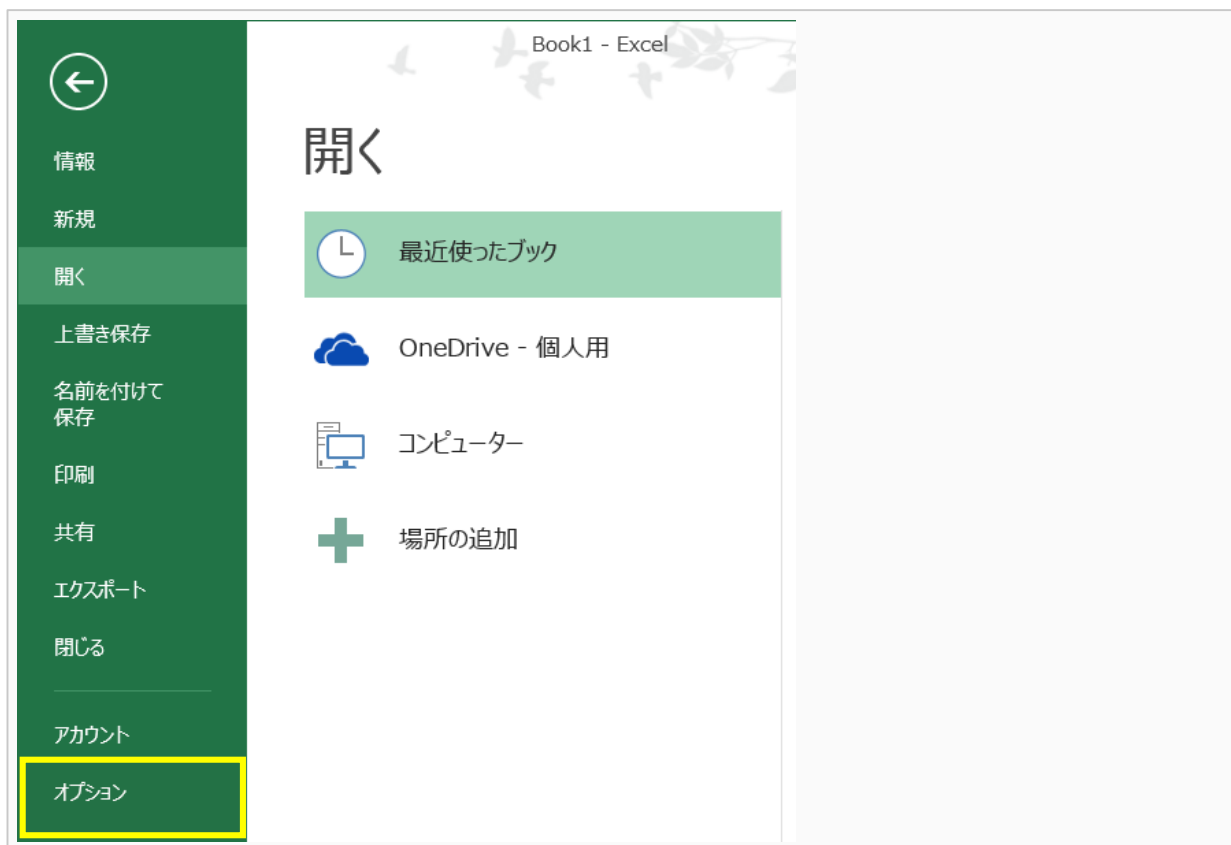 Book1 - Excel
情報
新規
開く
上書き保存
名前を付けて
保存
印刷
共有
エクスポート
閉じる
アカウント
オプション
開く
最近使ったブック
OneDrive - 個人用
コンピューター
場所の追加